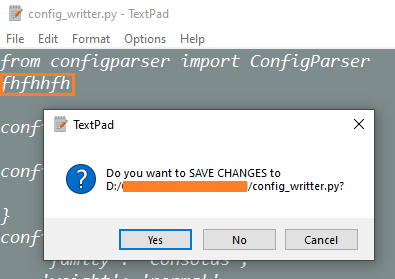 config_writter.py - TextPad
File Edit Format Options Help
from configparser import ConfigParser
fhfhhfh
conf
TextPad
Do you want to SAVE CHANGES to
D:/ /config_writter.py?
conf
}
Yes No Cancel
conf
'family': 'Consolas',
'weight': 'normal'